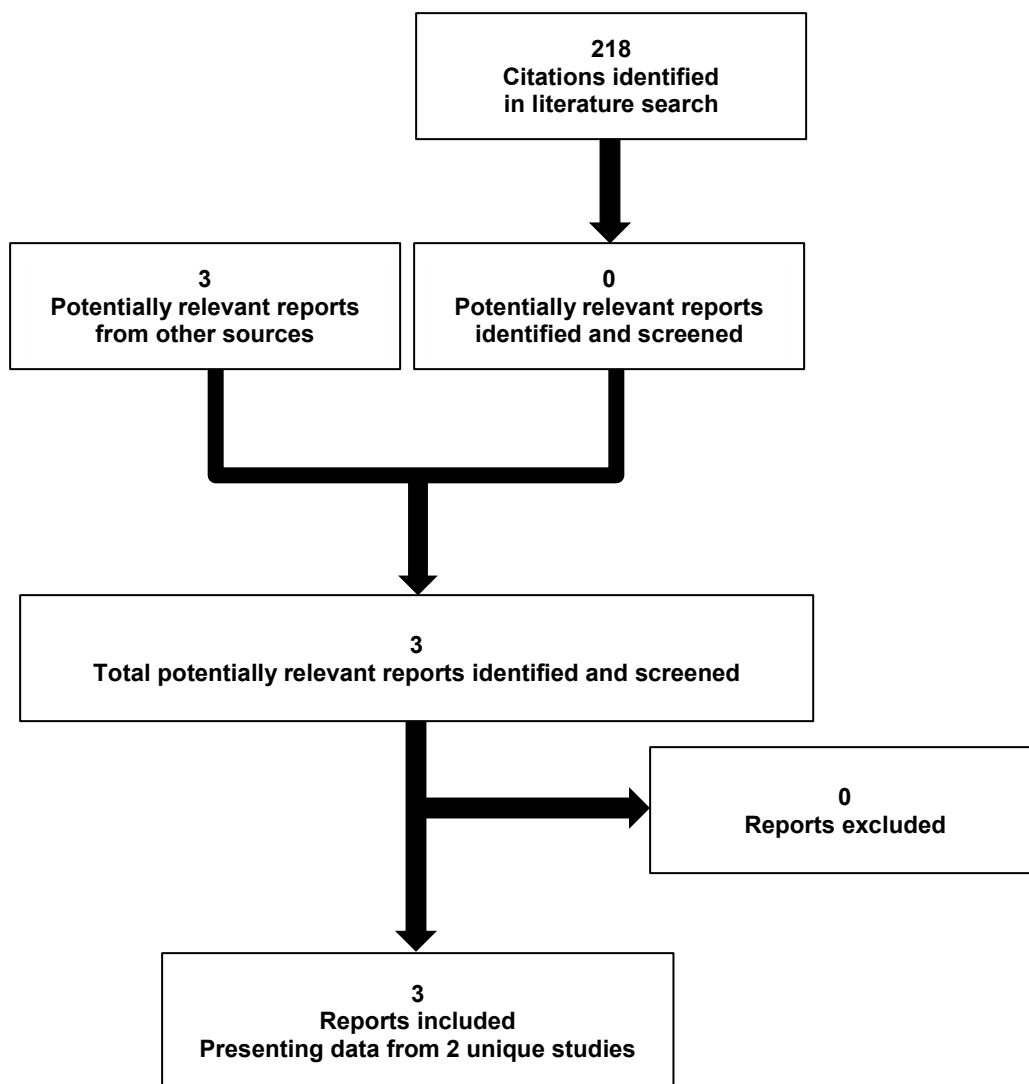 218
Citations identified
in literature search
3
Potentially relevant reports
from other sources
0
Potentially relevant reports
identified and screened
3
Total potentially relevant reports identified and screened
0
Reports excluded
3
Reports included
Presenting data from 2 unique studies